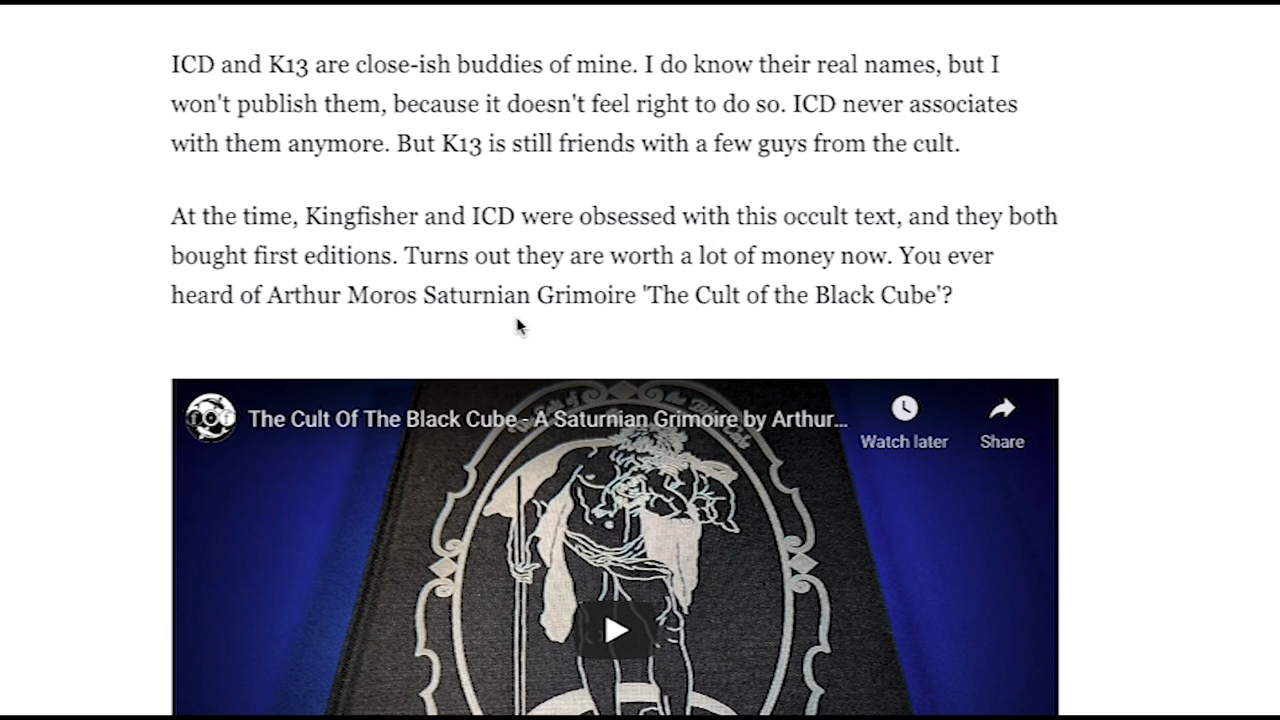 ICD and K13 are close-ish buddies of mine. I do know their real names, but I
won't publish them, because it doesn't feel right to do so. ICD never associates
with them anymore. But K13 is still friends with a few guys from the cult.
At the time, Kingfisher and ICD were obsessed with this occult text, and they both
bought first editions. Turns out they are worth a lot of money now. You ever
heard of Arthur Moros Saturnian Grimoire 'The Cult of the Black Cube'?
The Cult Of The Black Cube - A Saturnian Grimoire by Arthur...
Watch later
Share